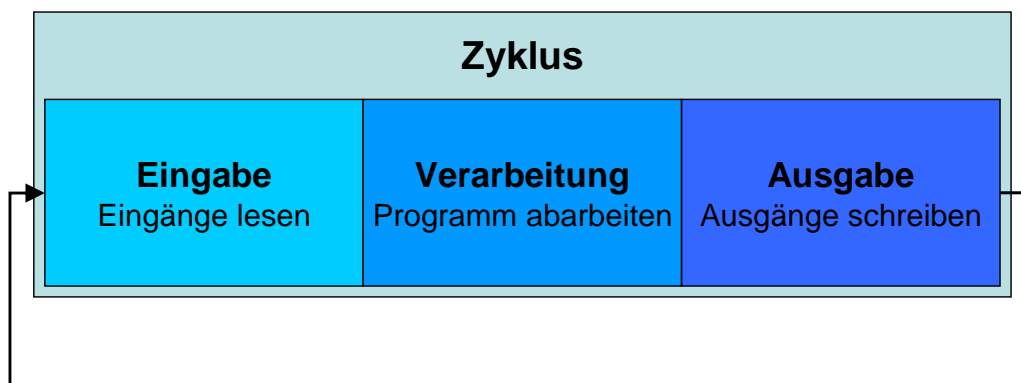 Zyklus
Eingabe
Eingänge lesen
Verarbeitung
Programm abarbeiten
Ausgabe
Ausgänge schreiben